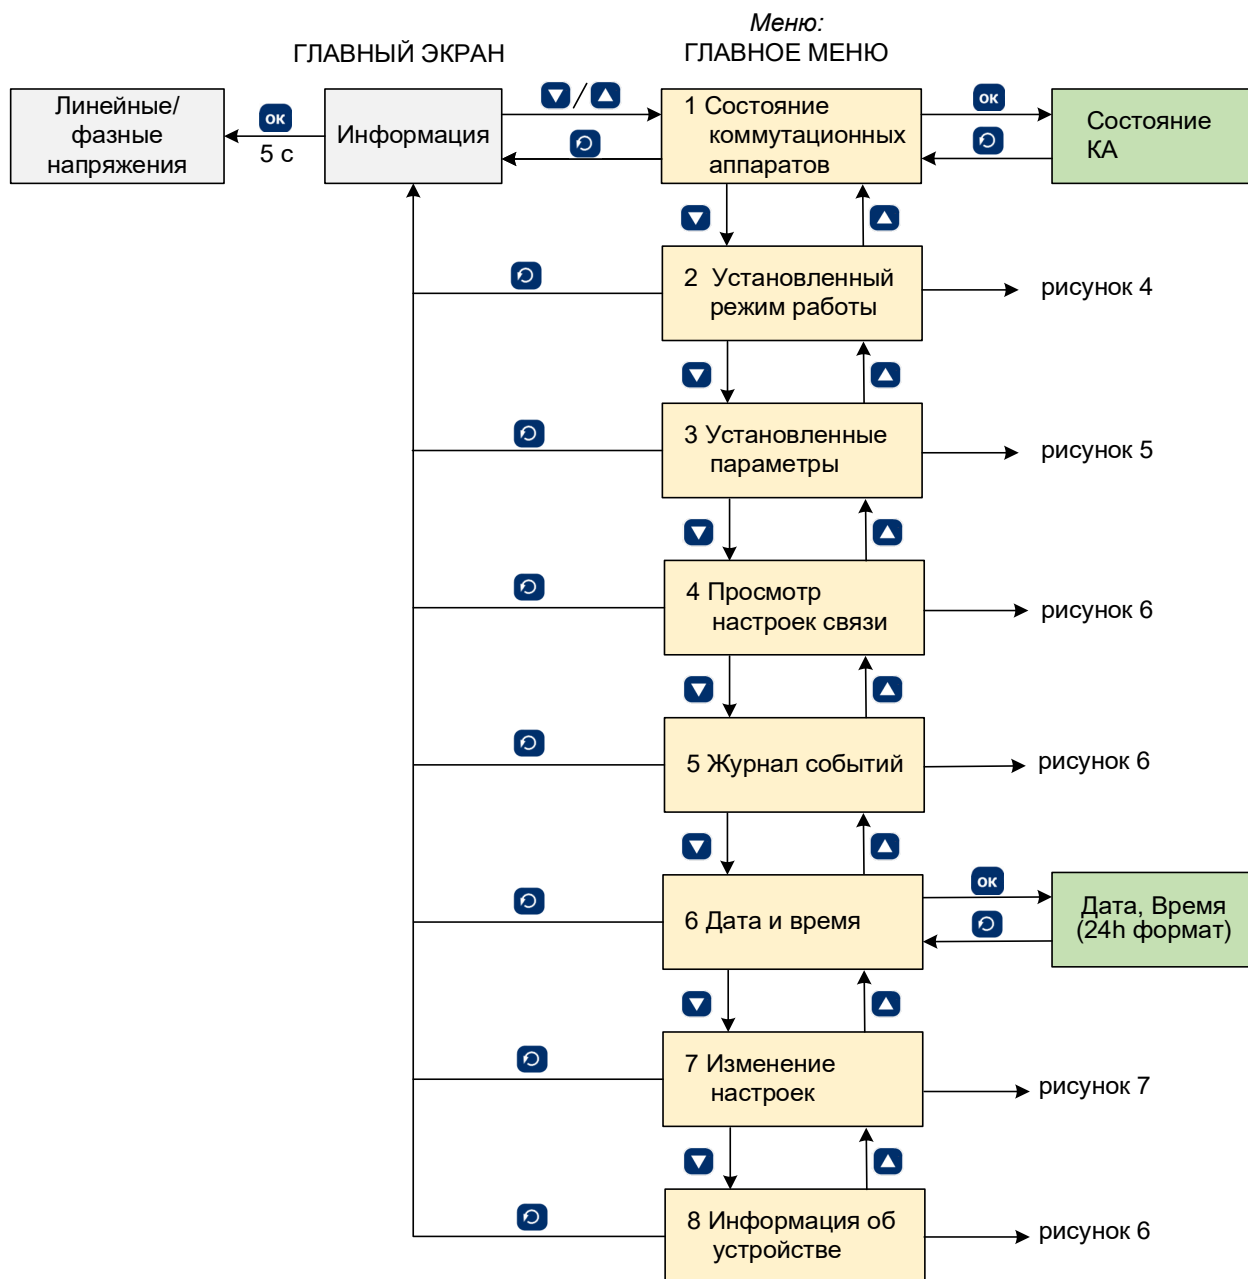 Меню:
ГЛАВНЫЙ ЭКРАН
ГЛАВНОЕ МЕНЮ
Линейные/
фазные
напряжения
ок
5 с
Информация
/
1 Состояние
коммутационных
аппаратов
ок
Состояние
КА
2 Установленный
режим работы
рисунок 4
3 Установленные
параметры
рисунок 5
4 Просмотр
настроек связи
рисунок 6
5 Журнал событий
рисунок 6
6 Дата и время
ок
Дата, Время
(24h формат)
7 Изменение
настроек
рисунок 7
8 Информация об
устройстве
рисунок 6